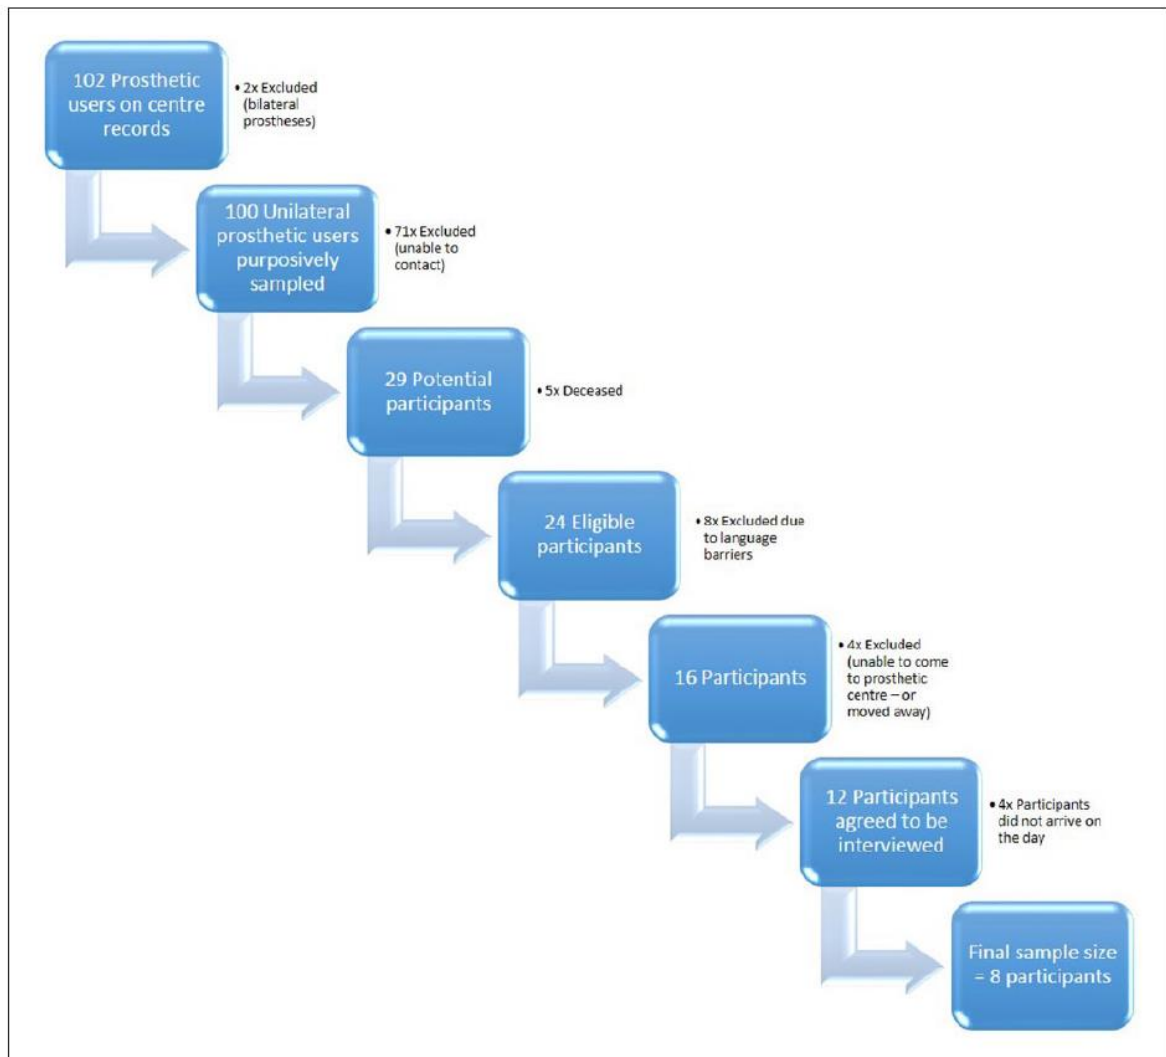 102 Prosthetic
users on centre
records
• 2x Excluded
(bilateral
prostheses)
100 Unilateral
prosthetic users
purposively
sampled
• 71x Excluded
(unable to
contact)
29 Potential
participants
• 5x Deceased
24 Eligible
participants
• 8x Excluded due
to language
barriers
16 Participants
• 4x Excluded
(unable to come
to prosthetic
centre – or
moved away)
12 Participants
agreed to be
interviewed
• 4x Participants
did not arrive on
the day
Final sample size
= 8 participants